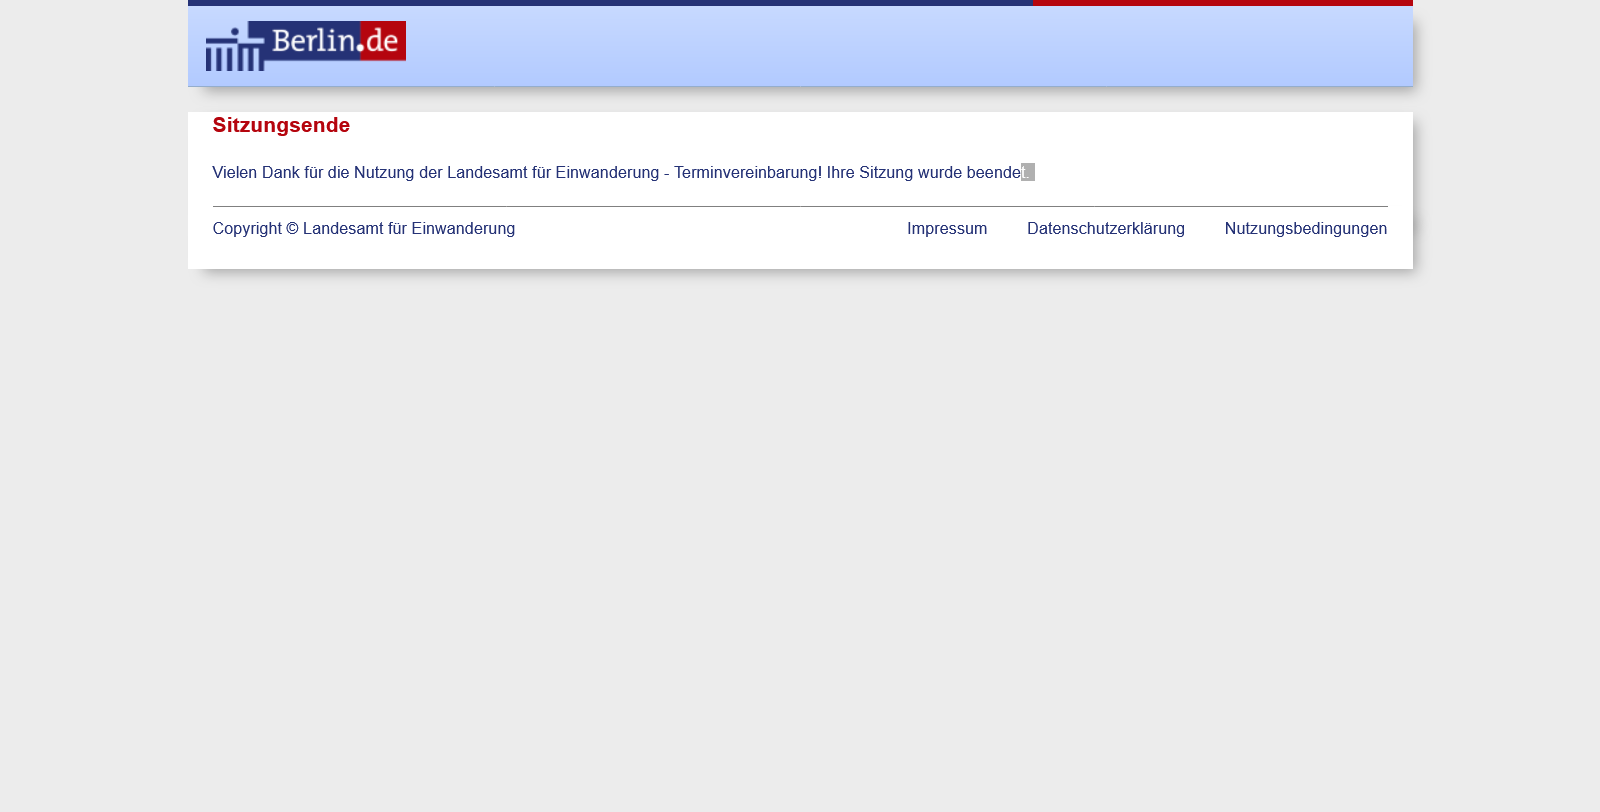 Berlin.de
Sitzungsende
Vielen Dank für die Nutzung der Landesamt für Einwanderung - Terminvereinbarung! Ihre Sitzung wurde beendet.
Copyright © Landesamt für Einwanderung Impressum Datenschutzerklärung Nutzungsbedingungen